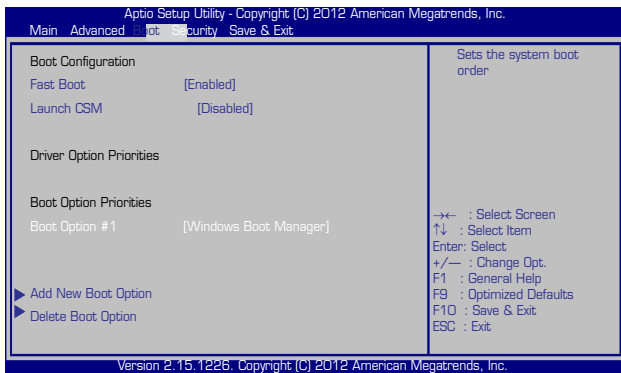 Aptio Setup Utility - Copyright (C) 2012 American Megatrends, Inc.
Main Advanced Boot Security Save & Exit
Boot Configuration
Fast Boot [Enabled]
Launch CSM [Disabled]
Driver Option Priorities
Boot Option Priorities
Boot Option #1 [Windows Boot Manager]
Add New Boot Option
Delete Boot Option
Sets the system boot
order
→← : Select Screen
↑↓ : Select Item
Enter: Select
+/— : Change Opt.
F1 : General Help
F9 : Optimized Defaults
F10 : Save & Exit
ESC : Exit
Version 2.15.1226. Copyright (C) 2012 American Megatrends, Inc.